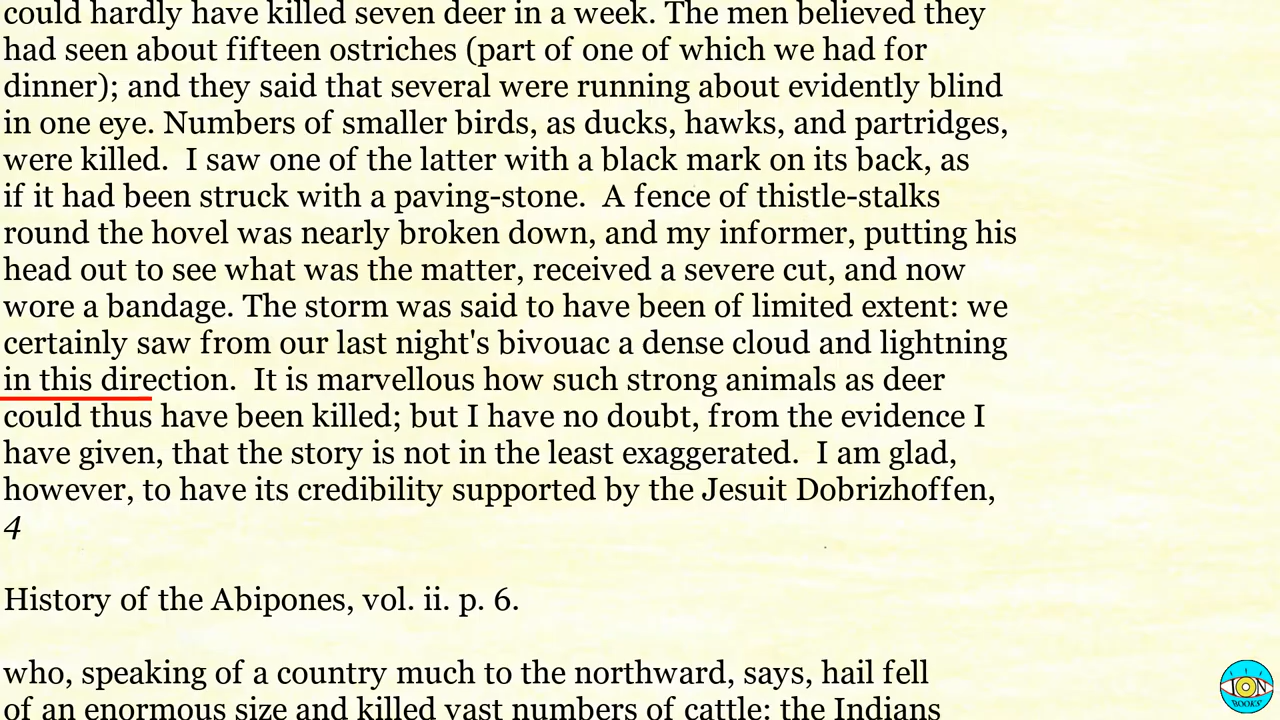 could hardly have killed seven deer in a week. The men believed they
had seen about fifteen ostriches (part of one of which we had for
dinner); and they said that several were running about evidently blind
in one eye. Numbers of smaller birds, as ducks, hawks, and partridges,
were killed.  I saw one of the latter with a black mark on its back, as
if it had been struck with a paving-stone.  A fence of thistle-stalks
round the hovel was nearly broken down, and my informer, putting his
head out to see what was the matter, received a severe cut, and now
wore a bandage. The storm was said to have been of limited extent: we
certainly saw from our last night's bivouac a dense cloud and lightning
in this direction.  It is marvellous how such strong animals as deer
could thus have been killed; but I have no doubt, from the evidence I
have given, that the story is not in the least exaggerated.  I am glad,
however, to have its credibility supported by the Jesuit Dobrizhoffen,
4
History of the Abipones, vol. ii. p. 6.
who, speaking of a country much to the northward, says, hail fell
of an enormous size and killed vast numbers of cattle: the Indians
ION
BOOKS